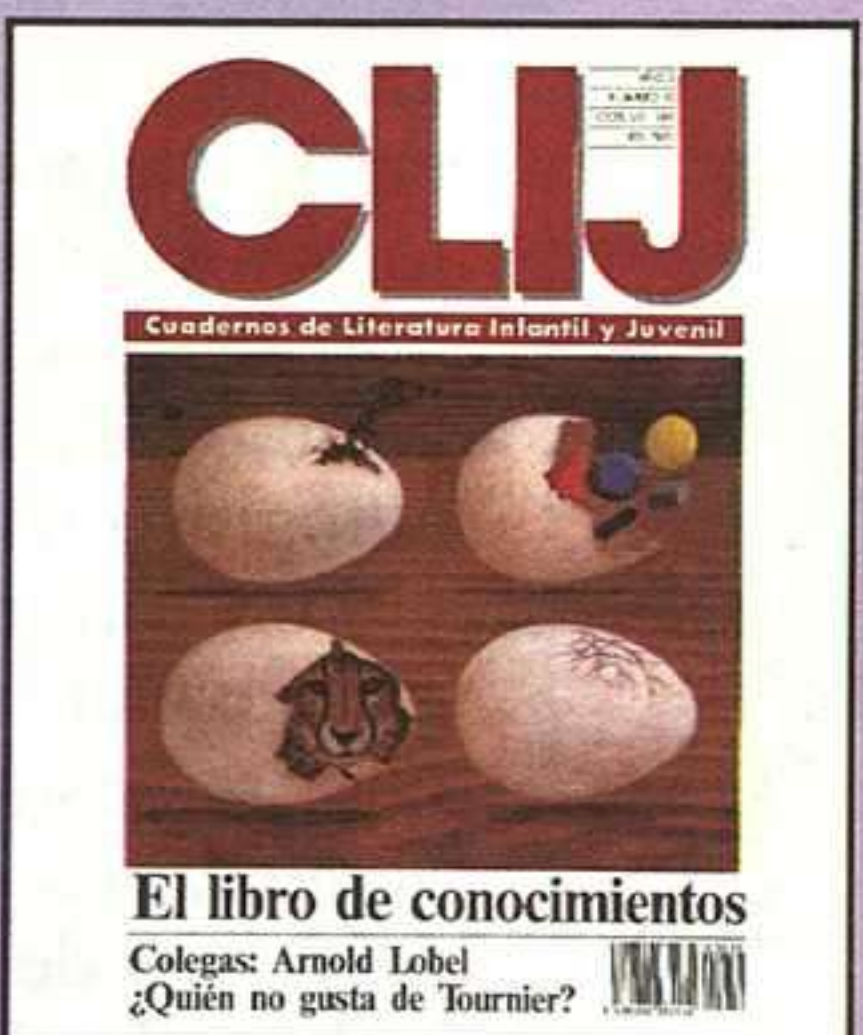 CLIJ
Cuadernos de Literatura Infantil y Juvenil
El libro de conocimientos
Colegas: Arnold Lobel
¿Quién no gusta de Tournier?